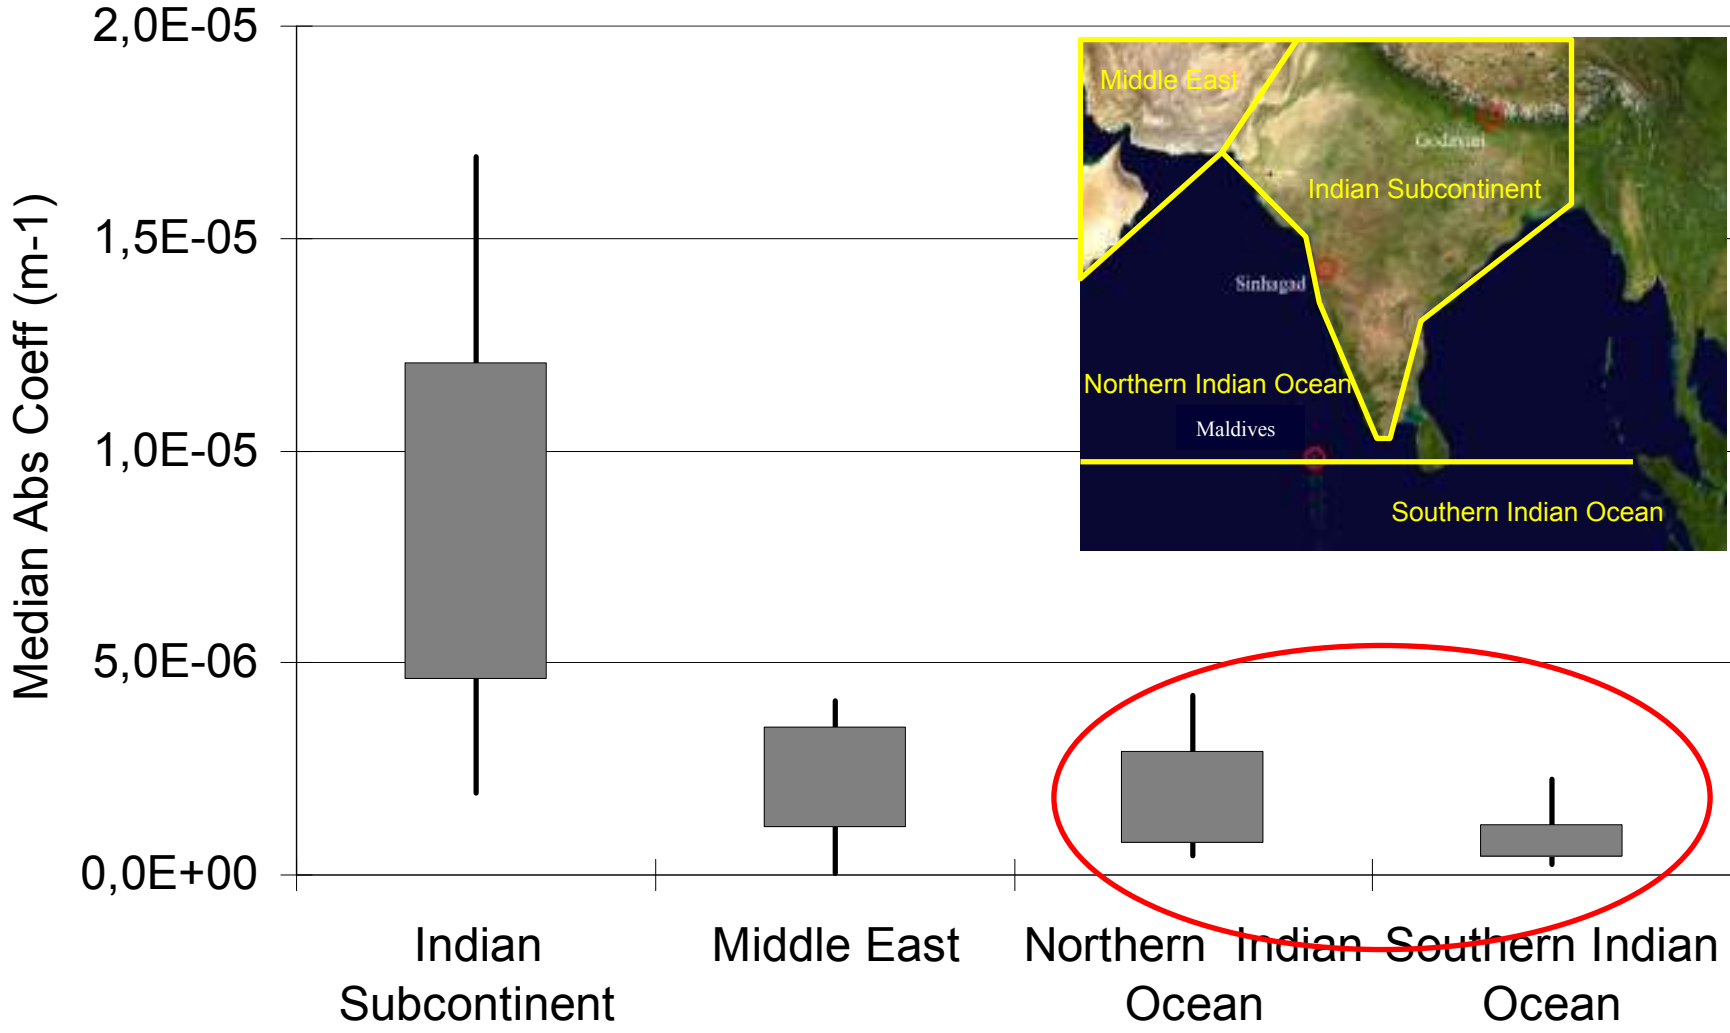 Median Abs Coeff (m-1)
2,0E-05
1,5E-05
1,0E-05
5,0E-06
0,0E+00
Middle East
Godavari
Indian Subcontinent
Sinhagad
Northern Indian Ocean
Maldives
Southern Indian Ocean
Indian
Subcontinent
Middle East
Northern Indian
Ocean
Southern Indian
Ocean